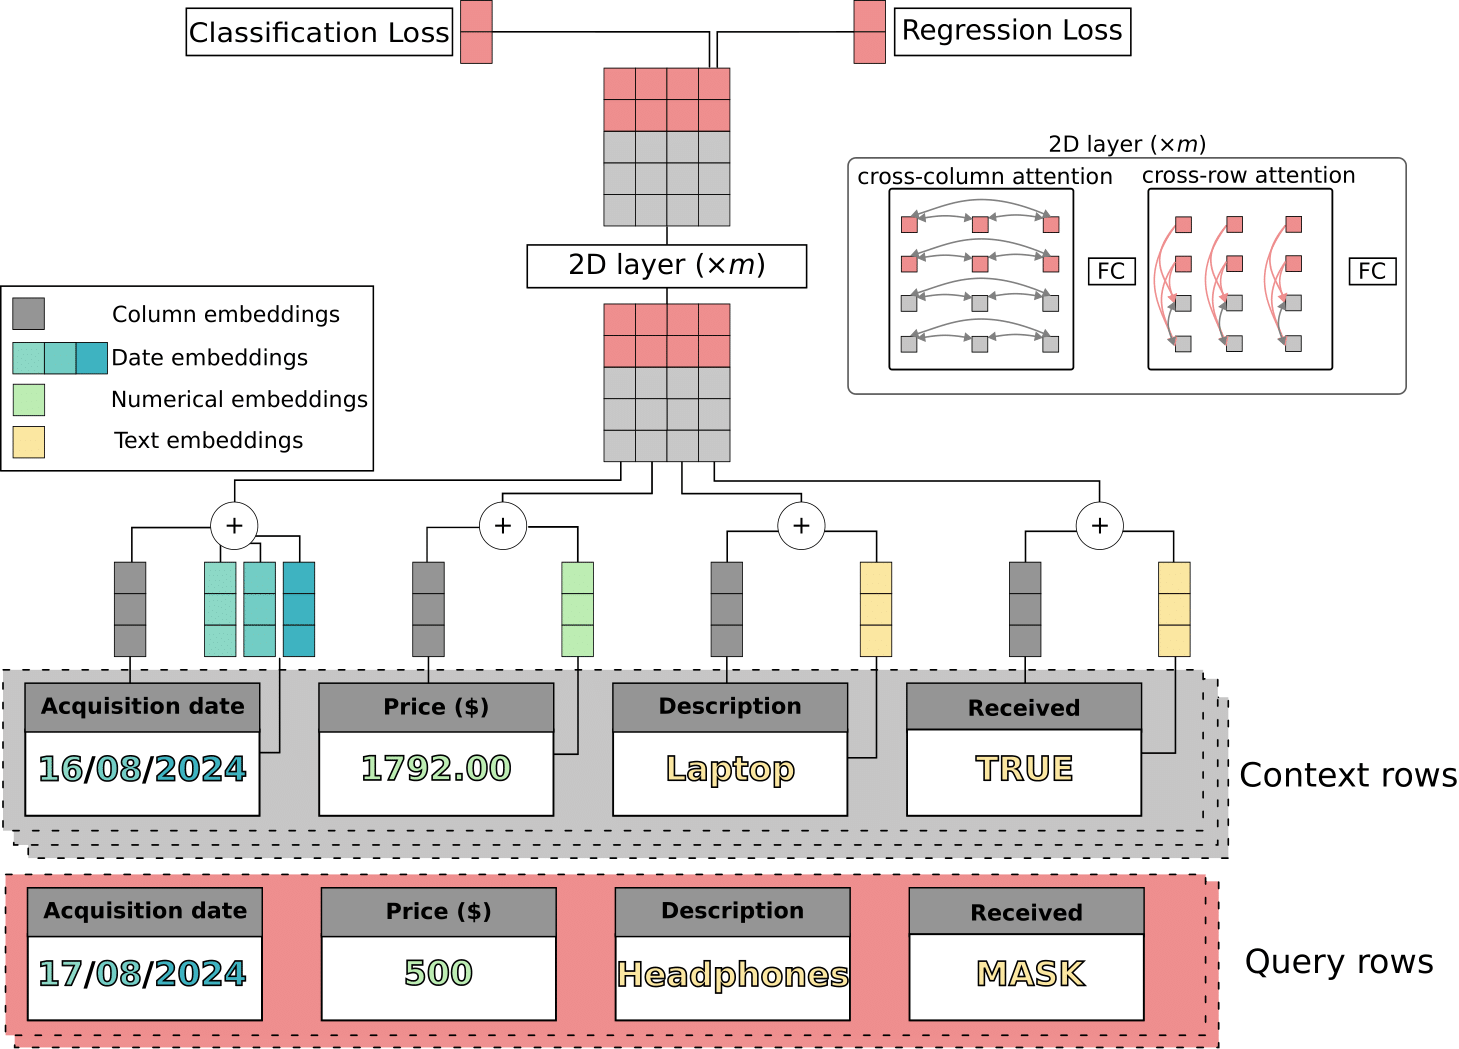 Classification Loss
Regression Loss
2D layer (×m)
cross-column attention
cross-row attention
FC
FC
2D layer (×m)
Column embeddings
Date embeddings
Numerical embeddings
Text embeddings
+
+
+
+
Acquisition date
Price ($)
Description
Received
16/08/2024
1792.00
Laptop
TRUE
Context rows
Acquisition date
Price ($)
Description
Received
17/08/2024
500
Headphones
MASK
Query rows